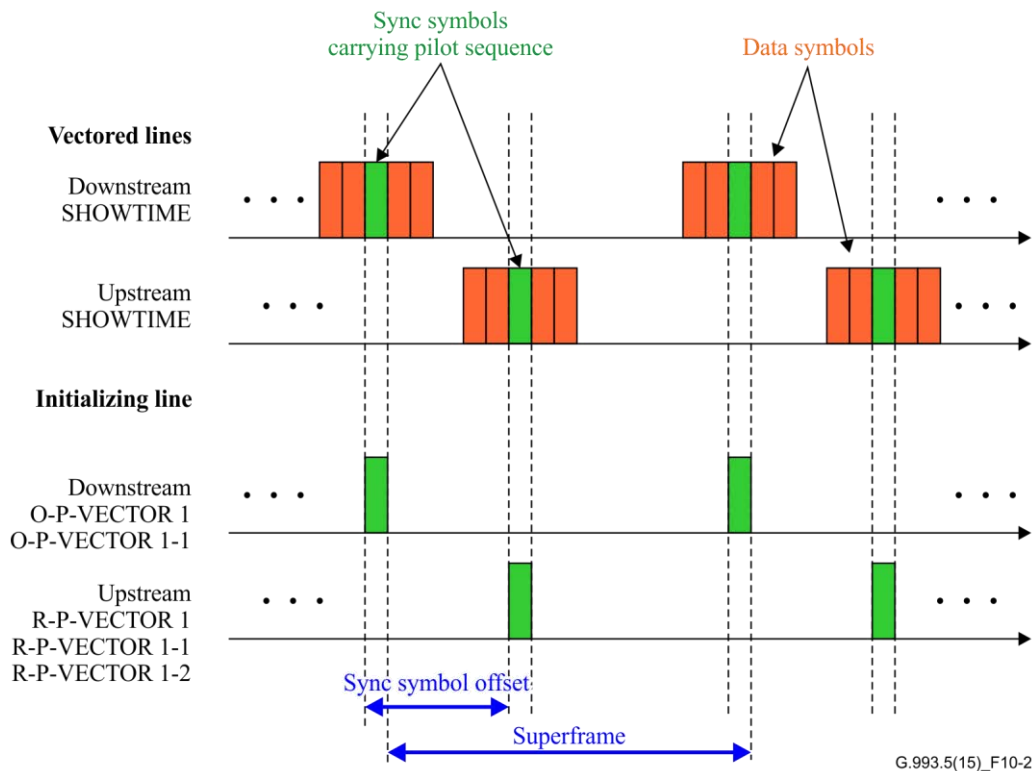 Sync symbols
carrying pilot sequence
Data symbols
Vectored lines
Downstream
SHOWTIME
Upstream
SHOWTIME
Initializing line
Downstream
O-P-VECTOR 1
O-P-VECTOR 1-1
Upstream
R-P-VECTOR 1
R-P-VECTOR 1-1
R-P-VECTOR 1-2
Sync symbol offset
Superframe
G.993.5(15)_F10-2